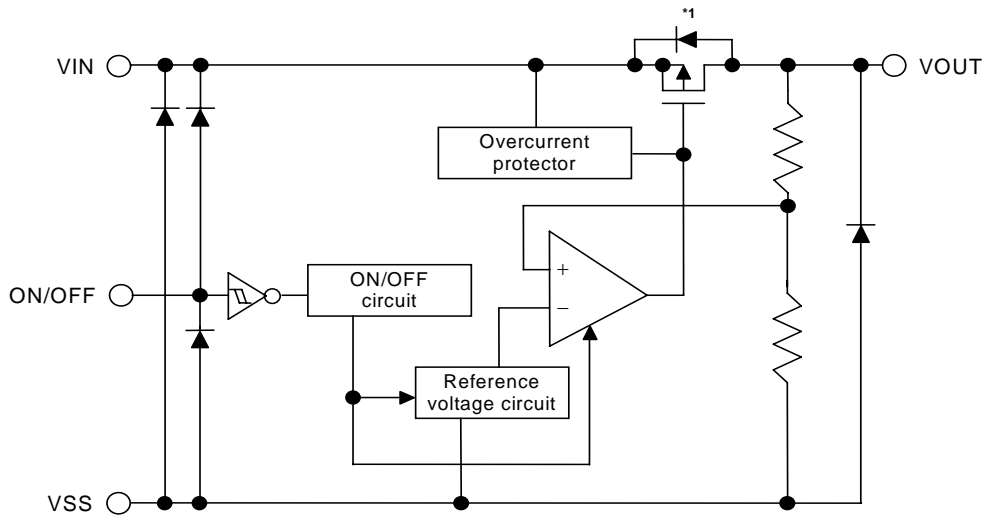 *1
VIN
VOUT
Overcurrent
protector
+
−
ON/OFF
ON/OFF
circuit
Reference
voltage circuit
VSS